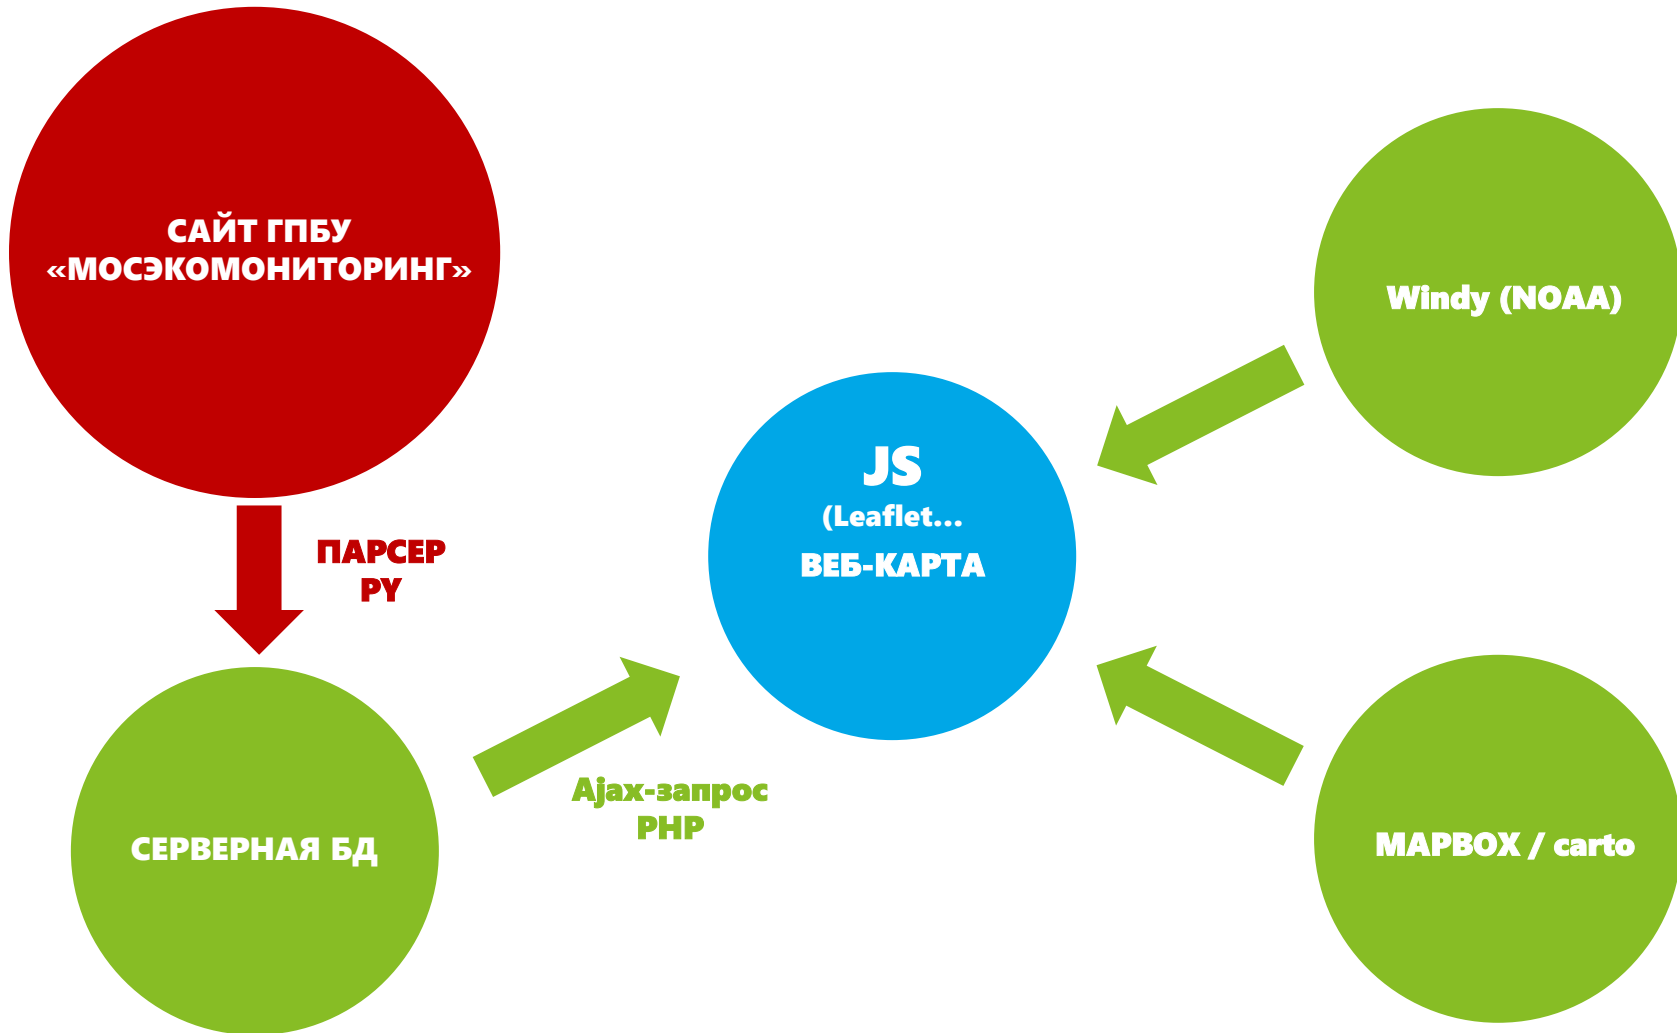 САЙТ ГПБУ
«МОСЭКОМОНИТОРИНГ»
ПАРСЕР
PY
СЕРВЕРНАЯ БД
Ajax-запрос
PHP
JS
(Leaflet...
ВЕБ-КАРТА
Windy (NOAA)
MAPBOX / carto